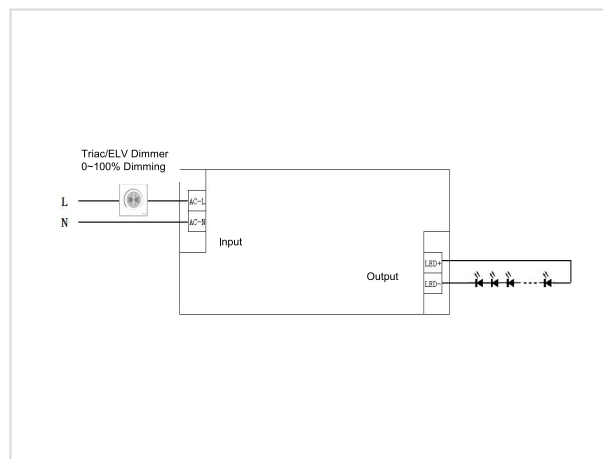 Triac/ELV Dimmer
0~100% Dimming
L
AC-L
N
AC-N
Input
Output
LED+
LED-